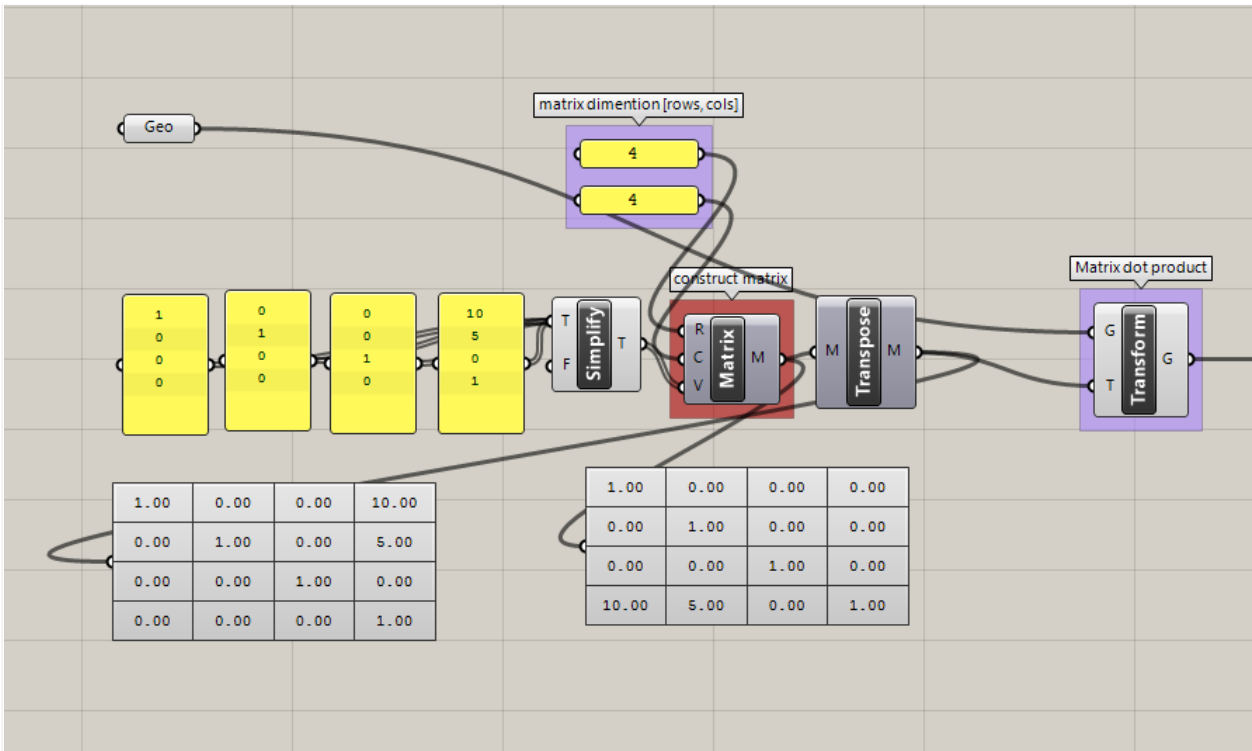 matrix dimention [rows, cols]
Geo
4
4
Matrix dot product
construct matrix
1
0
0
0
0
1
0
0
0
0
1
0
10
5
0
1
T
F
Simplify
T
R
C
V
Matrix
M
M
Transpose
M
G
T
Transform
G
1.00 0.00 0.00 10.00
0.00 1.00 0.00 5.00
0.00 0.00 1.00 0.00
0.00 0.00 0.00 1.00
1.00 0.00 0.00 0.00
0.00 1.00 0.00 0.00
0.00 0.00 1.00 0.00
10.00 5.00 0.00 1.00